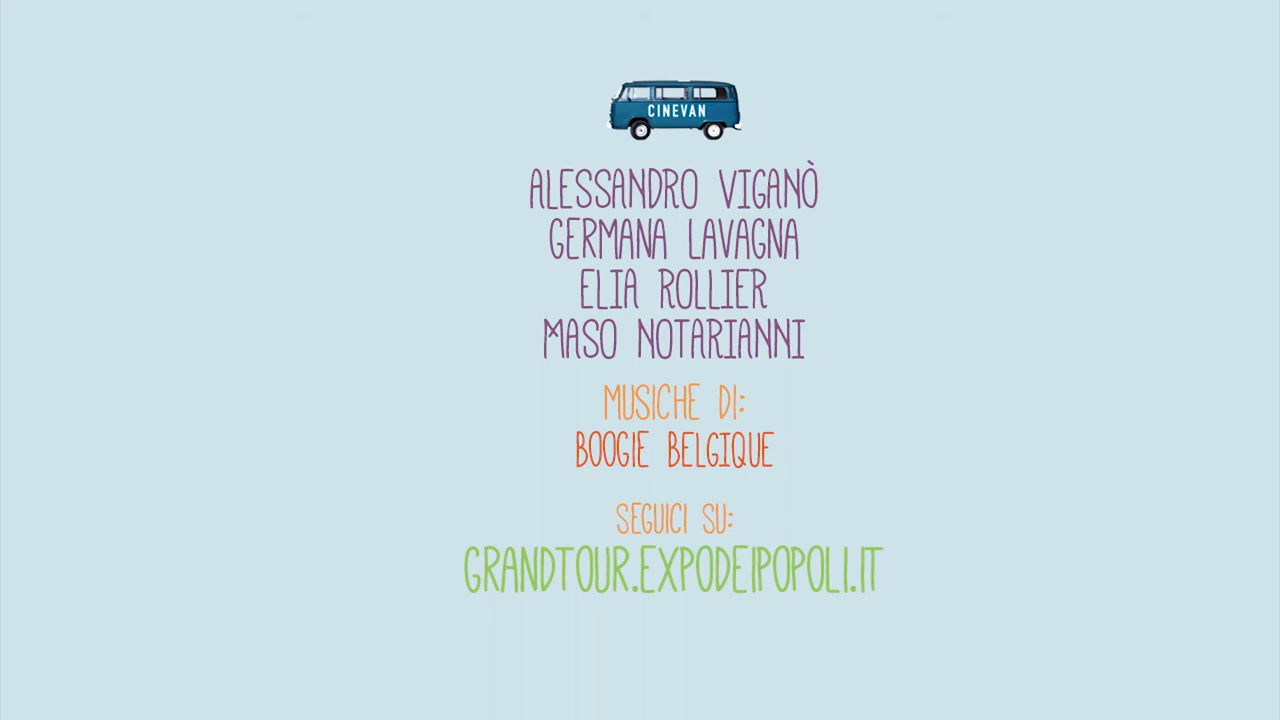 CINEVAN
ALESSANDRO VIGANÒ
GERMANA LAVAGNA
ELIA ROLLIER
MASO NOTARIANNI
MUSICHE DI:
BOOGIE BELGIQUE
SEGUICI SU:
GRANDTOUR.EXPODEIPOPOLI.IT